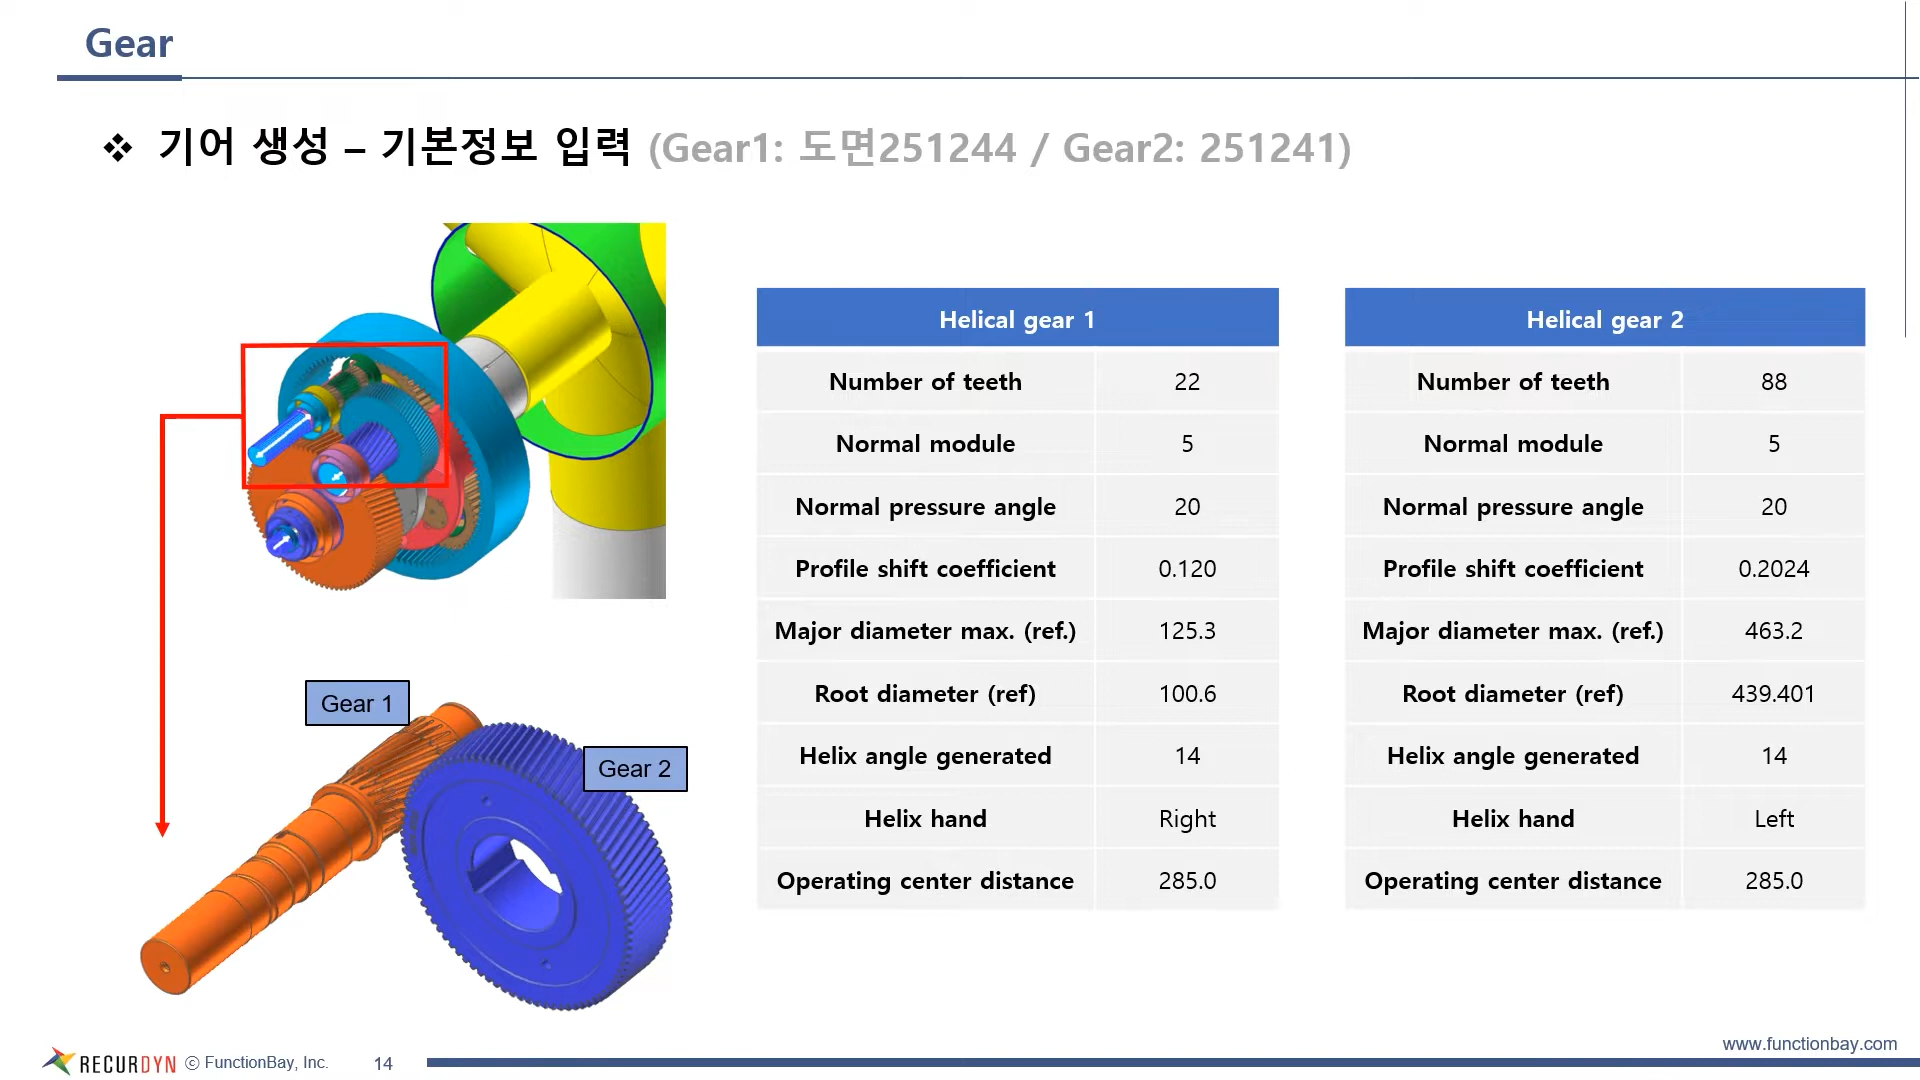 Gear
❖ 기어 생성 – 기본정보 입력 (Gear1: 도면251244 / Gear2: 251241)
Gear 1
Gear 2
Helical gear 1
Number of teeth 22
Normal module 5
Normal pressure angle 20
Profile shift coefficient 0.120
Major diameter max. (ref.) 125.3
Root diameter (ref) 100.6
Helix angle generated 14
Helix hand Right
Operating center distance 285.0
Helical gear 2
Number of teeth 88
Normal module 5
Normal pressure angle 20
Profile shift coefficient 0.2024
Major diameter max. (ref.) 463.2
Root diameter (ref) 439.401
Helix angle generated 14
Helix hand Left
Operating center distance 285.0
www.functionbay.com
RECURDYN ⓒ FunctionBay, Inc. 14